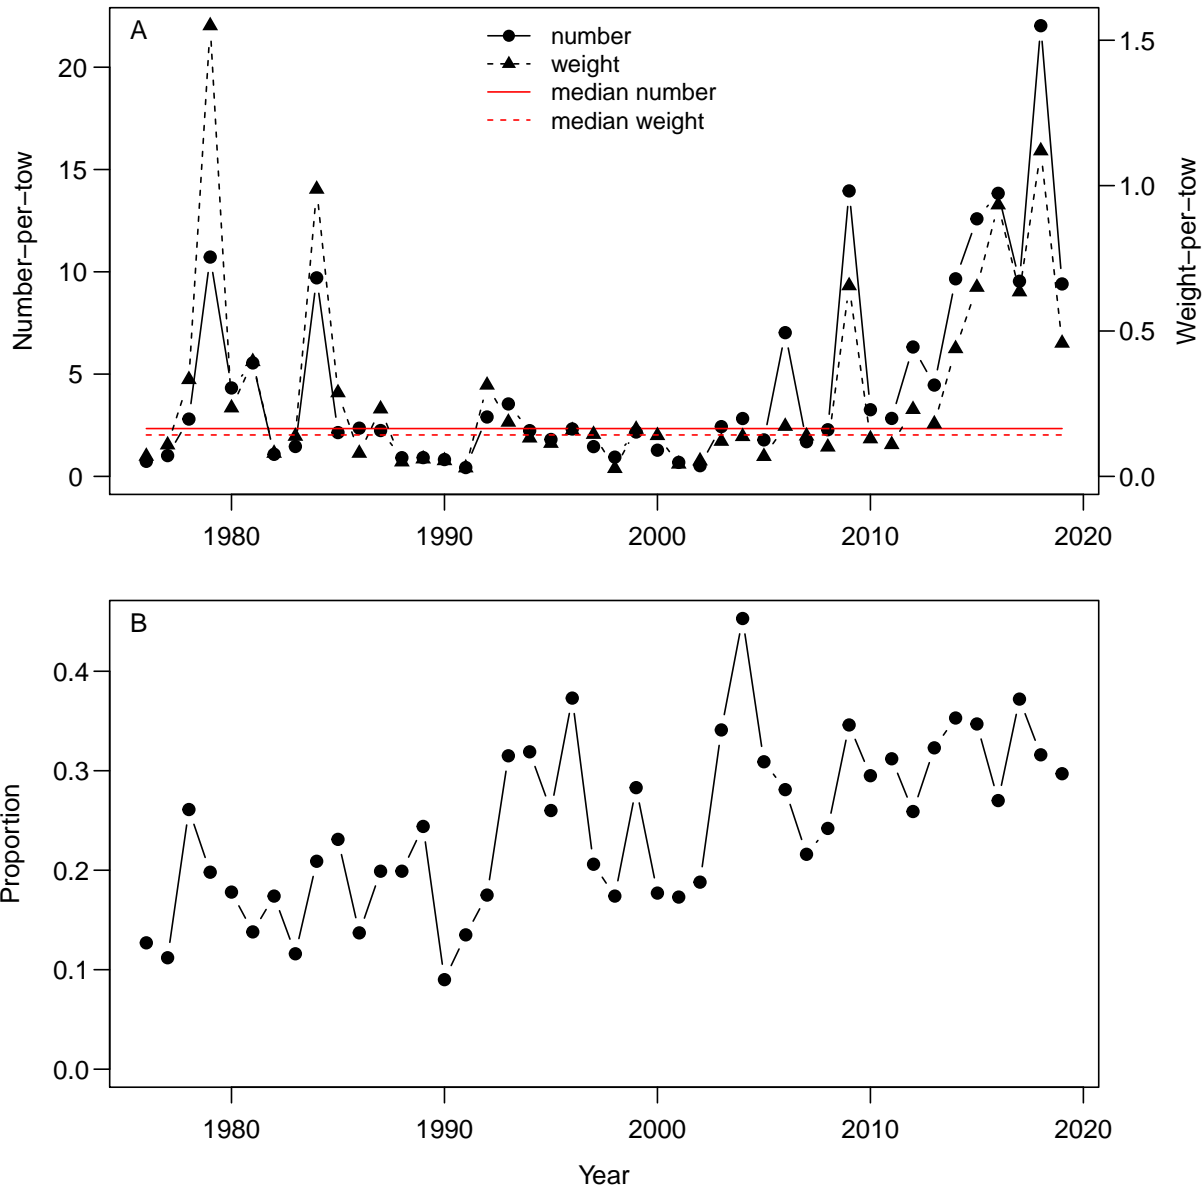 A
number
weight
median number
median weight
20
15
10
5
0
Number−per−tow
1.5
1.0
0.5
0.0
Weight−per−tow
1980 1990 2000 2010 2020
B
0.4
0.3
0.2
0.1
0.0
Proportion
1980 1990 2000 2010 2020
Year